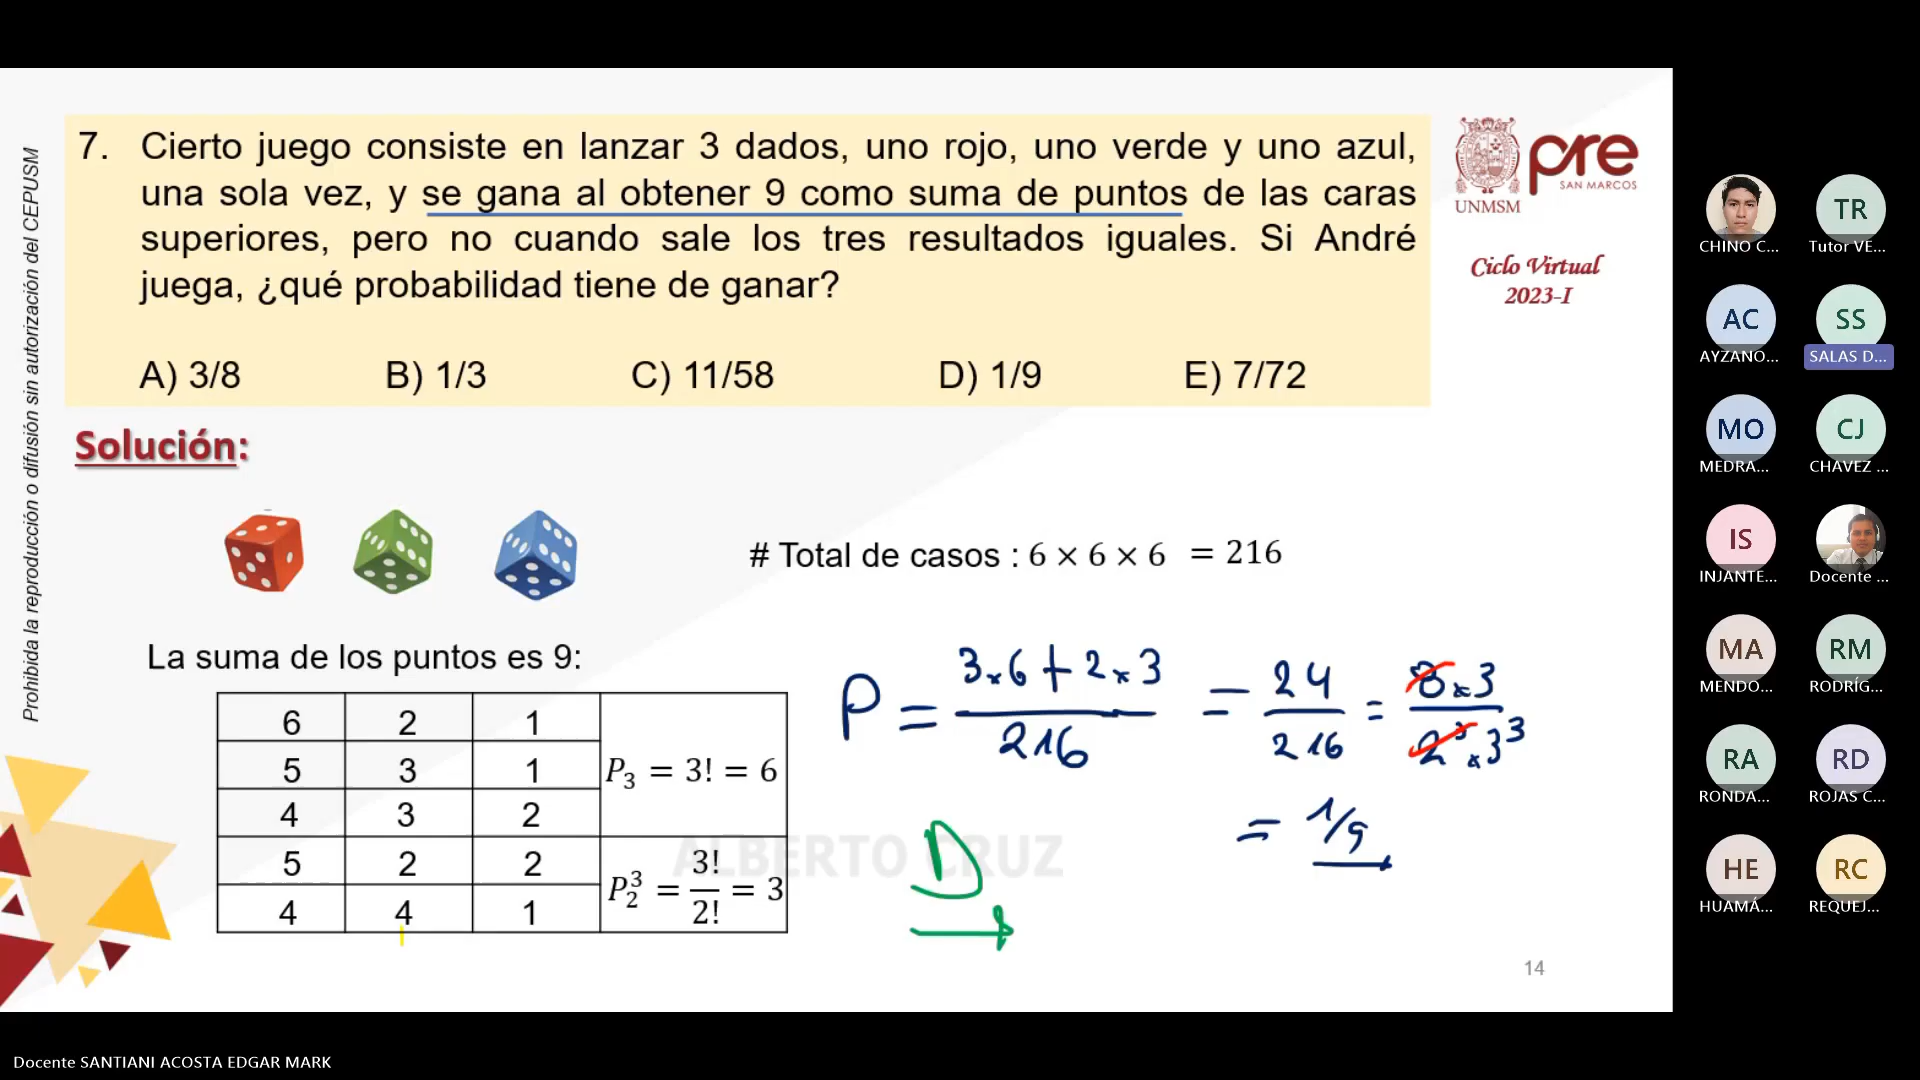 Prohibida la reproducción o difusión sin autorización del CEPUSM
7. Cierto juego consiste en lanzar 3 dados, uno rojo, uno verde y uno azul,
una sola vez, y se gana al obtener 9 como suma de puntos de las caras
superiores, pero no cuando sale los tres resultados iguales. Si André
juega, ¿qué probabilidad tiene de ganar?
A) 3/8 B) 1/3 C) 11/58 D) 1/9 E) 7/72
UNMSM
pre
SAN MARCOS
Ciclo Virtual
2023-I
Solución:
# Total de casos : 6 × 6 × 6 = 216
La suma de los puntos es 9:
6 2 1
5 3 1
4 3 2
P₃ = 3! = 6
5 2 2
4 4 1
P₂³ = 3!/2! = 3
P = (3×6+2×3)/216 = 24/216 = (8×3)/(2³×3³)
= 1/9
D
ALBERTO CRUZ
14
CHINO C...
Tutor VE...
AC
AYZANO...
SS
SALAS D...
MO
MEDRA...
CJ
CHAVEZ ...
IS
INJANTE...
Docente ...
MA
MENDO...
RM
RODRÍG...
RA
RONDA...
RD
ROJAS C...
HE
HUAMÁ...
RC
REQUEJ...
TR
Docente SANTIANI ACOSTA EDGAR MARK